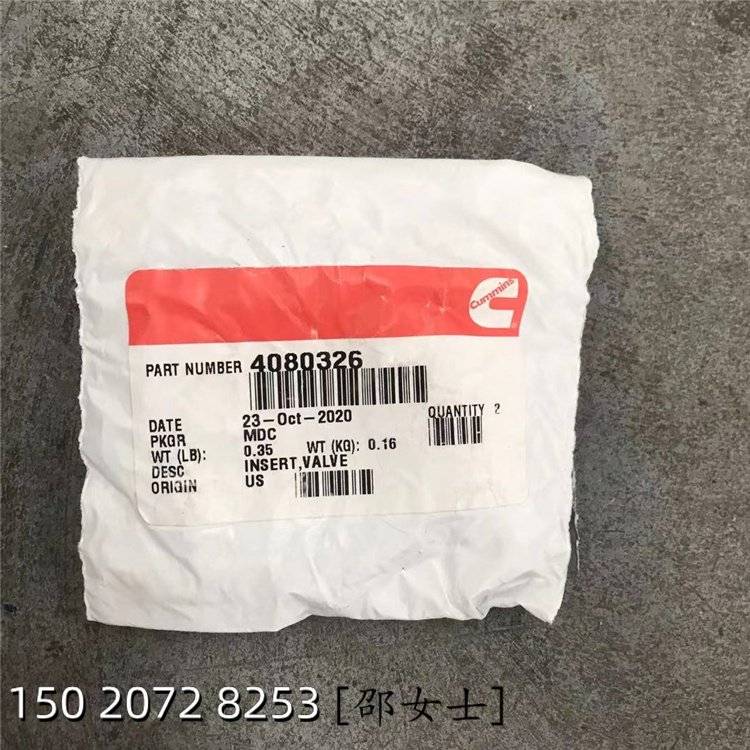 Cummins
PART NUMBER 4080326
DATE 23-Oct-2020 QUANTITY 2
PKGR MDC
WT (LB): 0.35 WT (KG): 0.16
DESC INSERT,VALVE
ORIGIN US
150 2072 8253 [邵女士]